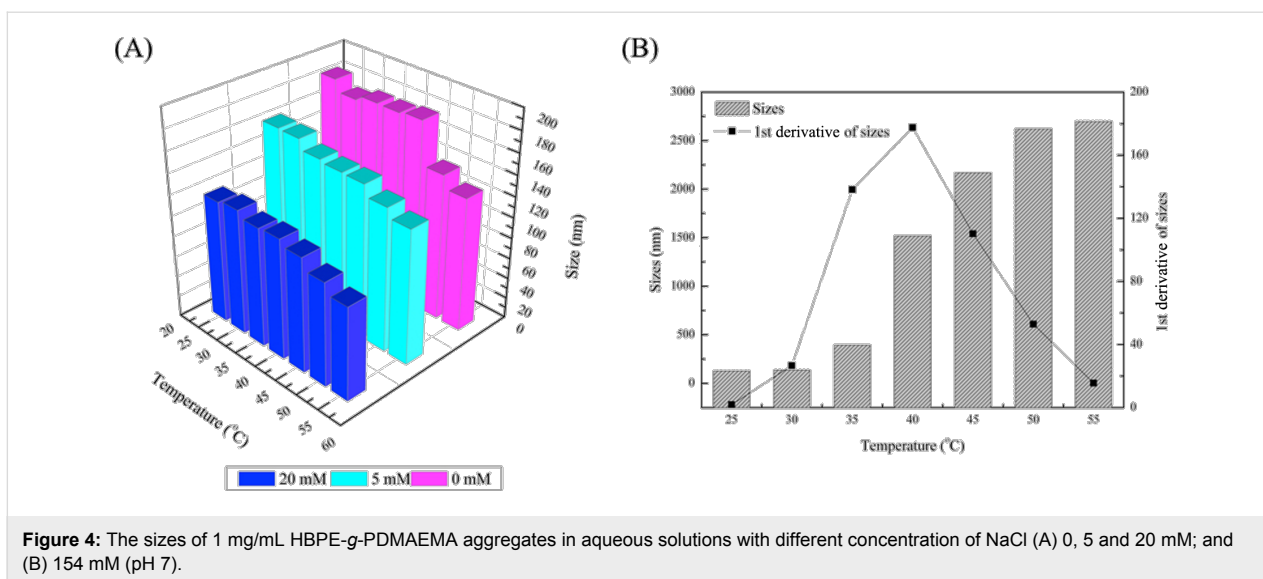 (A)
200
180
160
140
120
100
80
60
40
20
0
Size (nm)
20
25
30
35
40
45
50
55
60
Temperature (°C)
20 mM 5 mM 0 mM
(B)
Sizes
1st derivative of sizes
3000
2500
2000
1500
1000
500
0
Sizes (nm)
200
160
120
80
40
0
1st derivative of sizes
25 30 35 40 45 50 55
Temperature (°C)
Figure 4: The sizes of 1 mg/mL HBPE-g-PDMAEMA aggregates in aqueous solutions with different concentration of NaCl (A) 0, 5 and 20 mM; and
(B) 154 mM (pH 7).